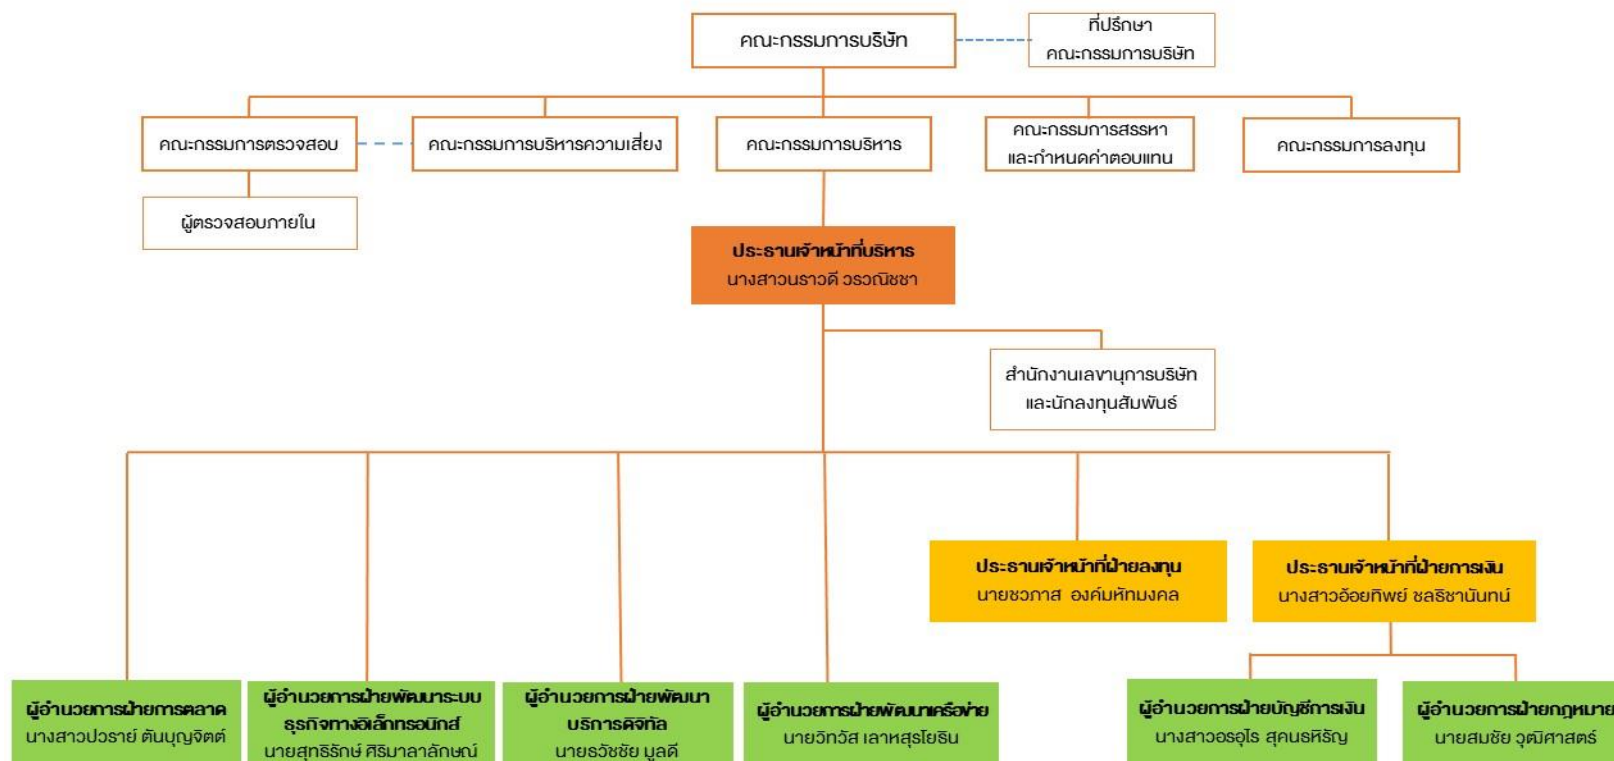 คณะกรรมการบริษัท
ที่ปรึกษา
คณะกรรมการบริษัท
คณะกรรมการตรวจสอบ
คณะกรรมการบริหารความเสี่ยง
คณะกรรมการบริหาร
คณะกรรมการสรรหา
และกำหนดค่าตอบแทน
คณะกรรมการลงทุน
ผู้ตรวจสอบภายใน
ประธานเจ้าหน้าที่บริหาร
นางสาวนราวดี วรวณิชชา
สำนักงานเลขานุการบริษัท
และนักลงทุนสัมพันธ์
ประธานเจ้าหน้าที่ฝ่ายลงทุน
นายชวภาส องค์มหัทมงคล
ประธานเจ้าหน้าที่ฝ่ายการเงิน
นางสาวอ้อยทิพย์ ชลธิชานันทน์
ผู้อำนวยการฝ่ายการตลาด
นางสาวปวราย์ ตันบุญจิตต์
ผู้อำนวยการฝ่ายพัฒนาระบบ
ธุรกิจทางอิเล็กทรอนิกส์
นายสุทธิรักษ์ ศิริมาลาลักษณ์
ผู้อำนวยการฝ่ายพัฒนา
บริการดิจิทัล
นายธวัชชัย มูลดี
ผู้อำนวยการฝ่ายพัฒนาเครือข่าย
นายวิทวัส เลาหสุรโยธิน
ผู้อำนวยการฝ่ายบัญชีการเงิน
นางสาวอรอุไร สุคนธหิรัญ
ผู้อำนวยการฝ่ายกฎหมาย
นายสมชัย วุฒิศาสตร์